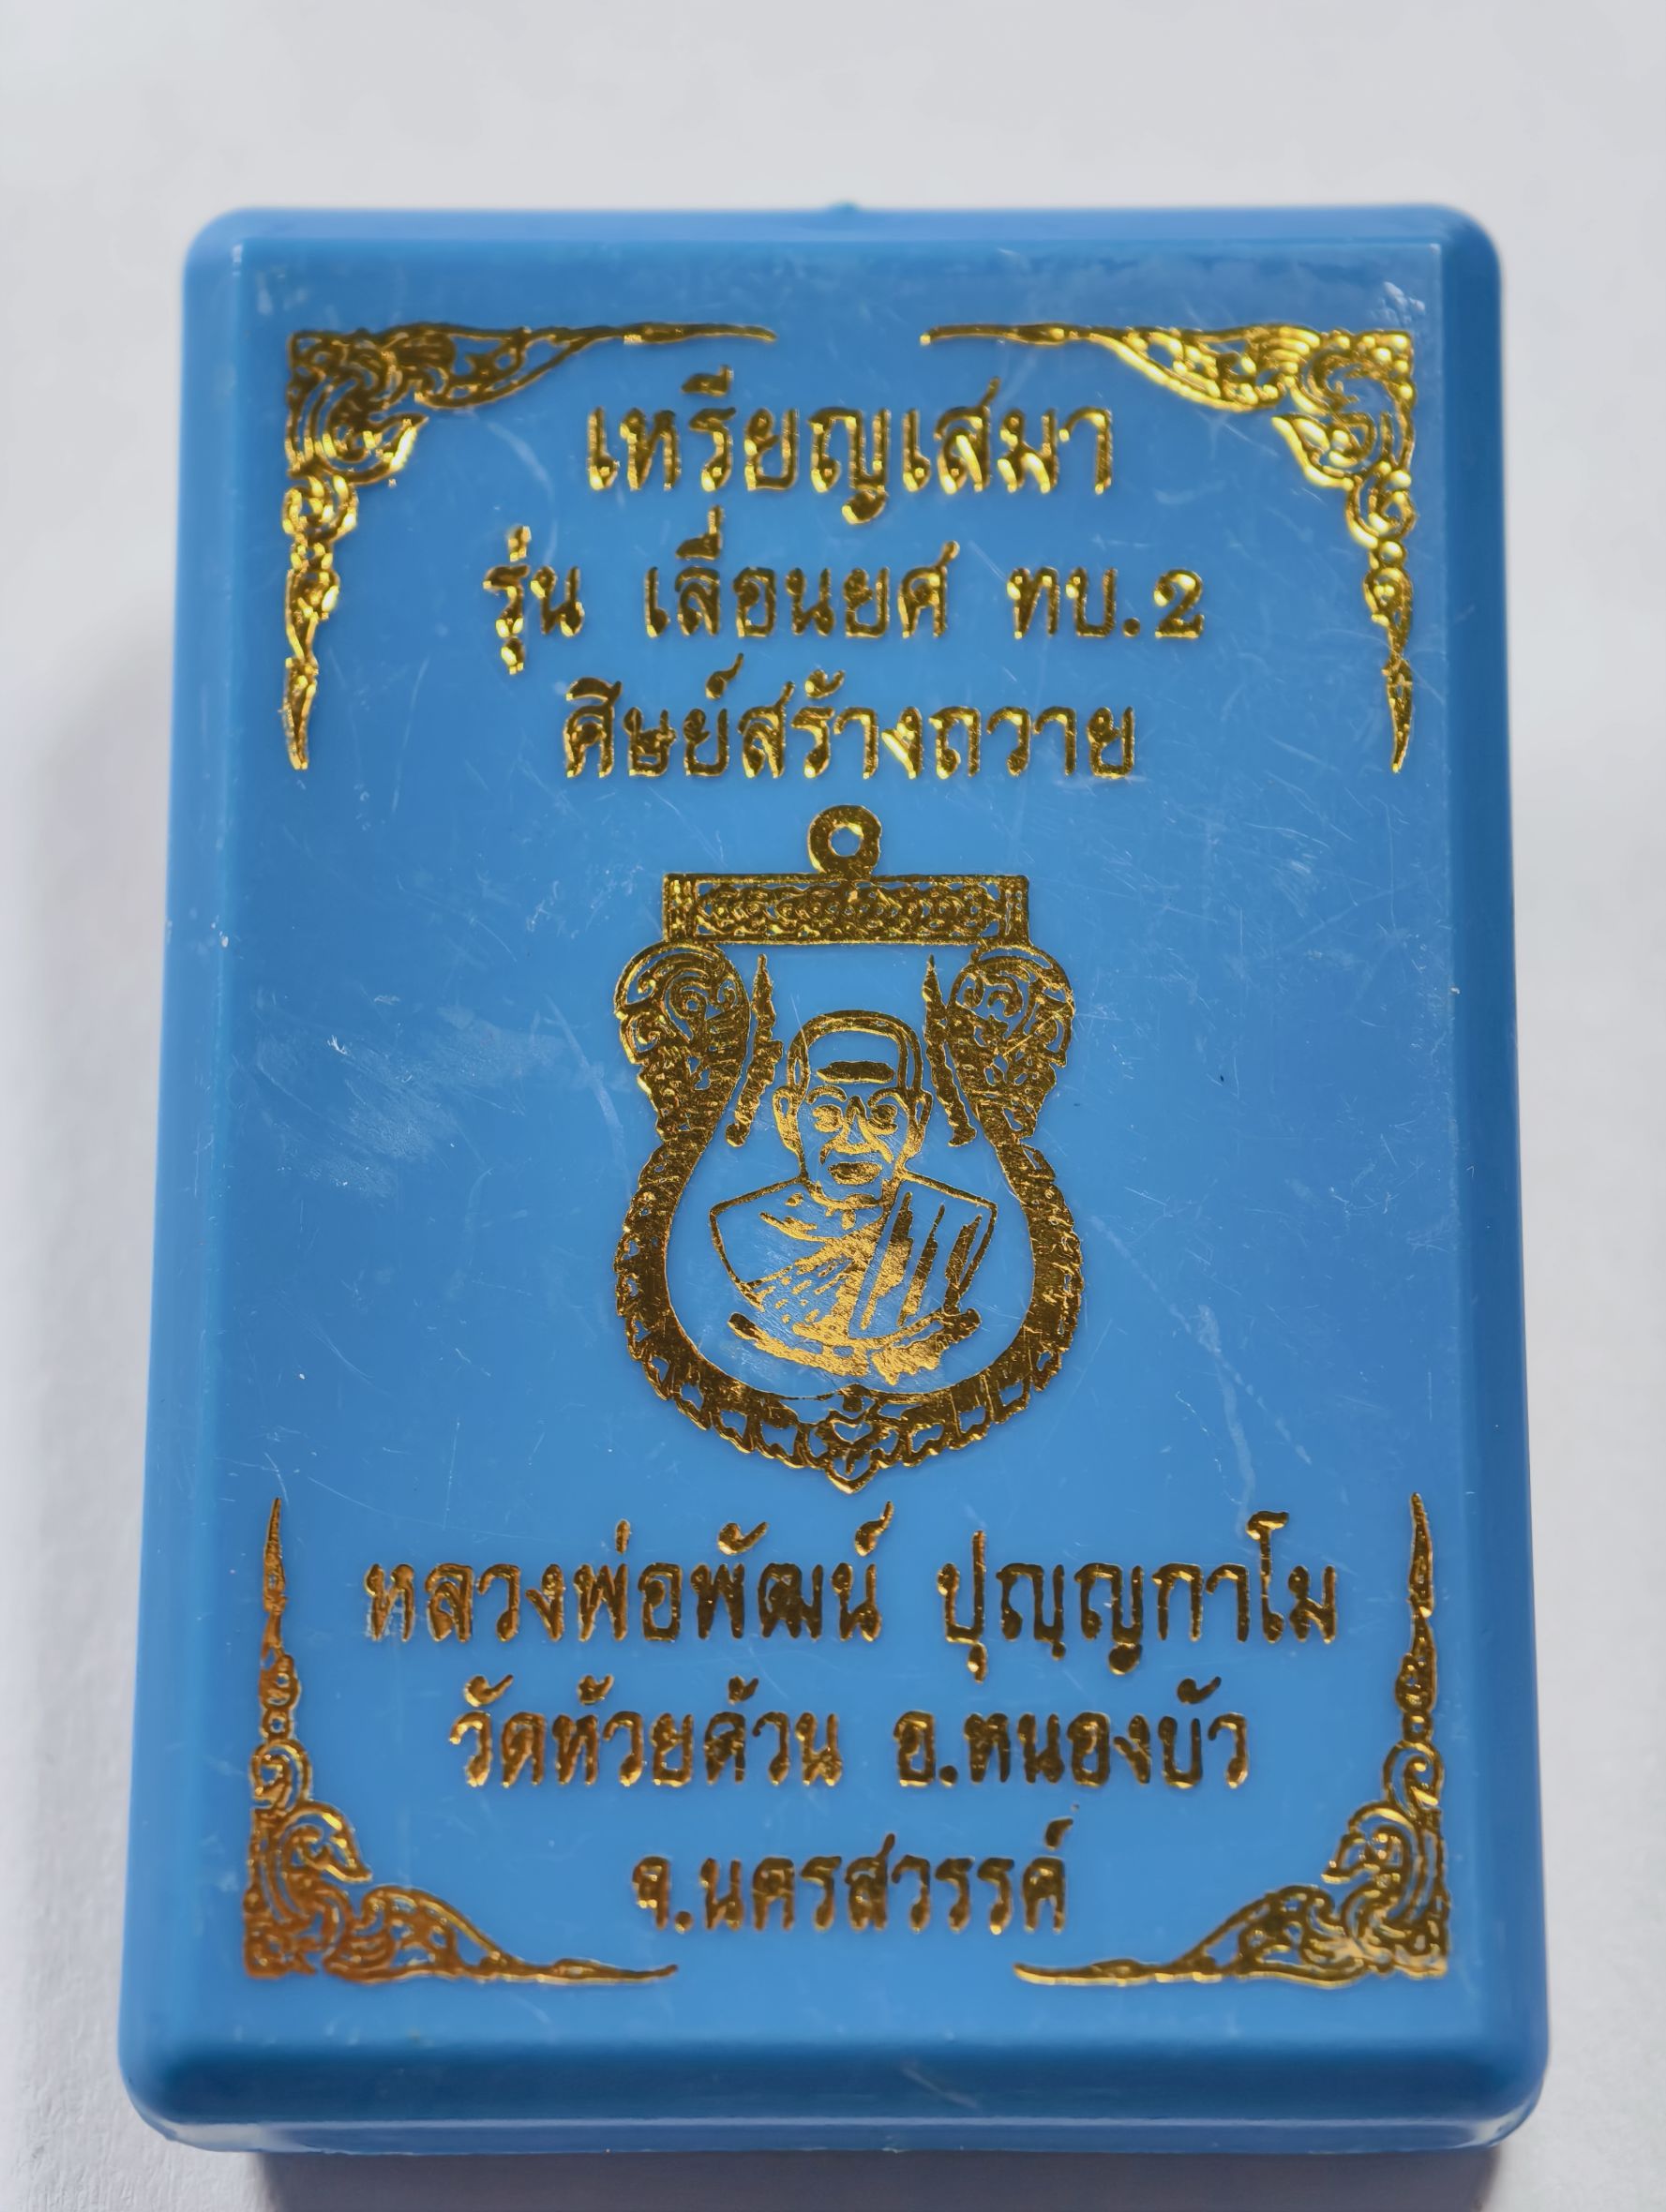 เหรียญเสมา
รุ่น เลื่อนยศ ทบ.2
ศิษย์สร้างถวาย
หลวงพ่อพัฒน์ ปุญฺญกาโม
วัดห้วยด้วน อ.หนองบัว
จ.นครสวรรค์